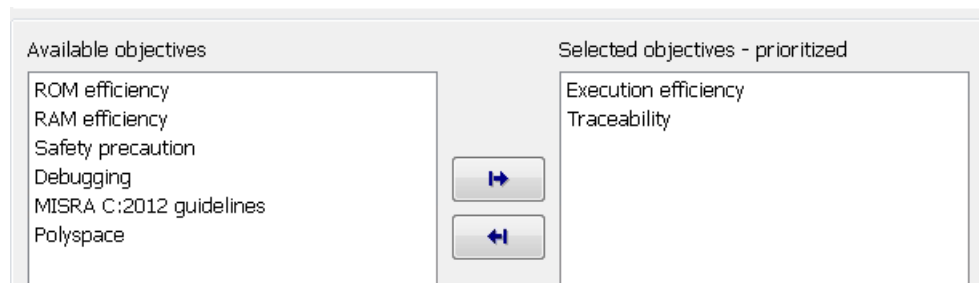 Available objectives
ROM efficiency
RAM efficiency
Safety precaution
Debugging
MISRA C:2012 guidelines
Polyspace
Selected objectives - prioritized
Execution efficiency
Traceability